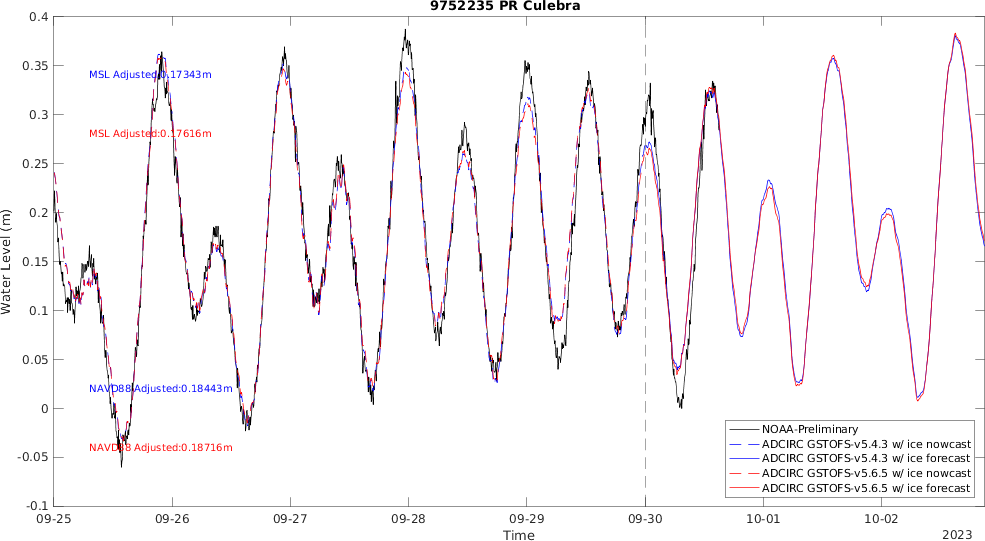 9752235 PR Culebra
0.4
0.35
0.3
0.25
0.2
0.15
0.1
0.05
0
-0.05
-0.1
Water Level (m)
MSL Adjusted:0.17343m
MSL Adjusted:0.17616m
NAVD88 Adjusted:0.18443m
NAVD88 Adjusted:0.18716m
NOAA-Preliminary
ADCIRC GSTOFS-v5.4.3 w/ ice nowcast
ADCIRC GSTOFS-v5.4.3 w/ ice forecast
ADCIRC GSTOFS-v5.6.5 w/ ice nowcast
ADCIRC GSTOFS-v5.6.5 w/ ice forecast
09-25 09-26 09-27 09-28 09-29 09-30 10-01 10-02
Time
2023